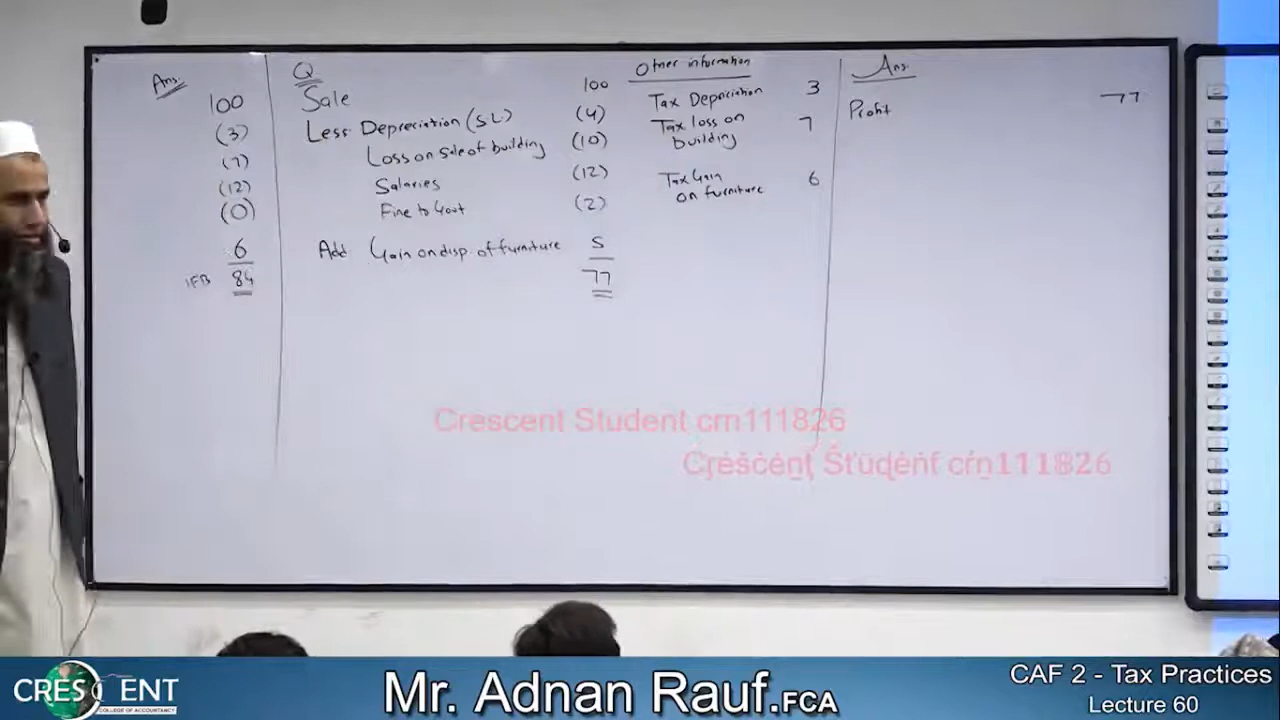 Ans.
100
(3)
(7)
(12)
(0)
6
IFB 84
Q
Sale 100
Less Depreciation (SL) (4)
Loss on Sale of building (10)
Salaries (12)
Fine to Govt (2)
Add Gain on disp. of furniture 5
77
Other information
Tax Depriation 3
Tax loss on building 7
Tax Gain on furniture 6
Ans.
Profit 77
Crescent Student crn111826
Crescent Student crn111826
CRESCENT
COLLEGE OF ACCOUNTANCY
Mr. Adnan Rauf.FCA
CAF 2 - Tax Practices
Lecture 60